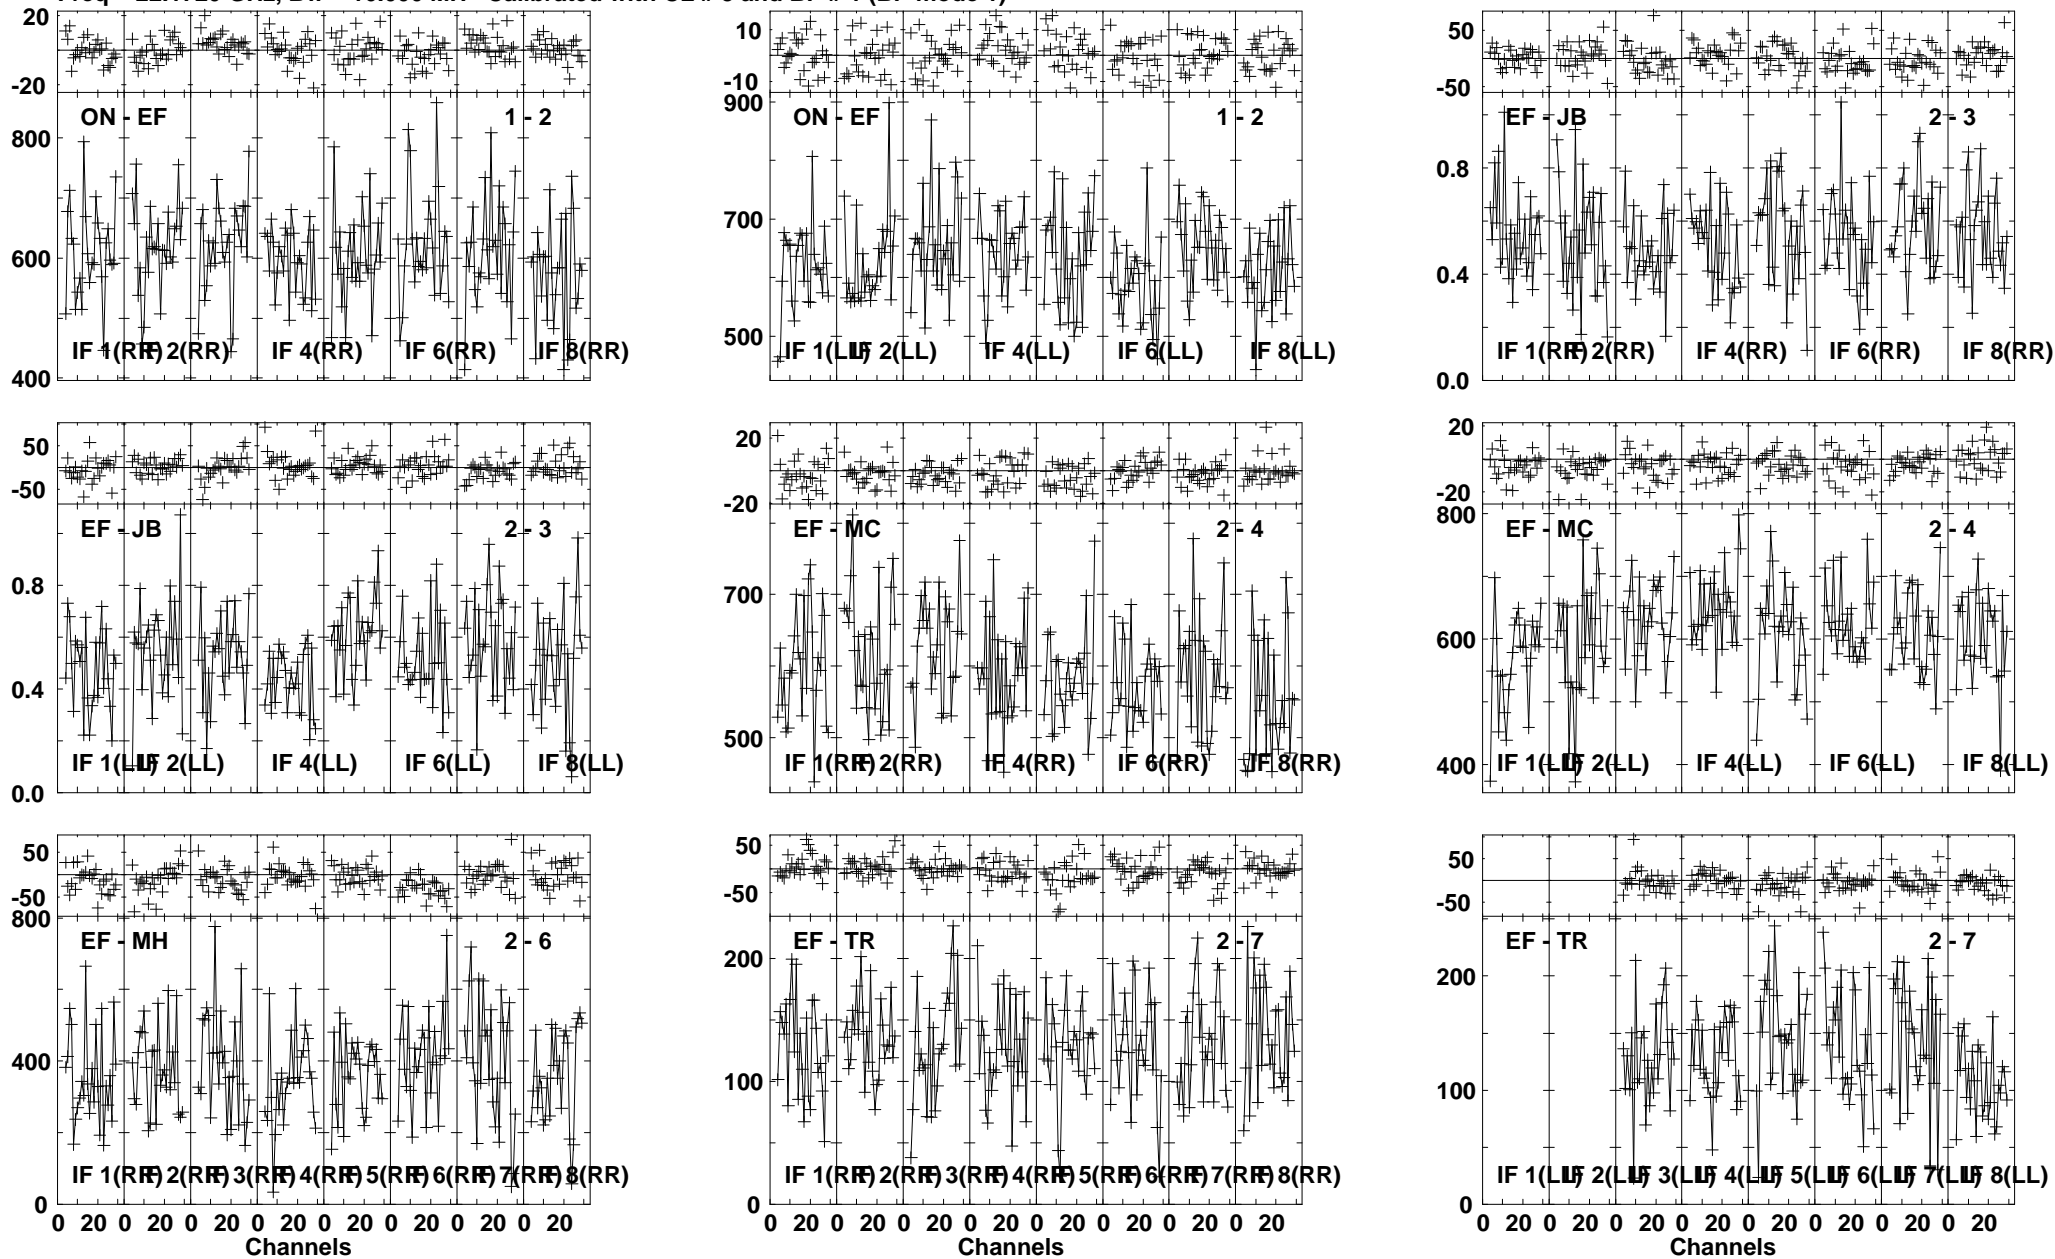 20
-20
ON - EF 1 - 2
800
600
400
IF 1(RR) IF 2(RR) IF 4(RR) IF 6(RR) IF 8(RR)
10
-10
ON - EF 1 - 2
900
700
500
IF 1(LL) IF 2(LL) IF 4(LL) IF 6(LL) IF 8(LL)
50
-50
EF - JB 2 - 3
0.8
0.4
0.0
IF 1(RR) IF 2(RR) IF 4(RR) IF 6(RR) IF 8(RR)
50
-50
EF - JB 2 - 3
0.8
0.4
0.0
IF 1(LL) IF 2(LL) IF 4(LL) IF 6(LL) IF 8(LL)
20
-20
EF - MC 2 - 4
700
500
IF 1(RR) IF 2(RR) IF 4(RR) IF 6(RR) IF 8(RR)
20
-20
EF - MC 2 - 4
800
600
400
IF 1(LL) IF 2(LL) IF 4(LL) IF 6(LL) IF 8(LL)
50
-50
EF - MH 2 - 6
800
400
0
IF 1(RR) IF 2(RR) IF 3(RR) IF 4(RR) IF 5(RR) IF 6(RR) IF 7(RR) IF 8(RR)
0 20 0 20 0 20 0 20 0 20 0 20 0 20 0 20
Channels
50
-50
EF - TR 2 - 7
200
100
0
IF 1(RR) IF 2(RR) IF 3(RR) IF 4(RR) IF 5(RR) IF 6(RR) IF 7(RR) IF 8(RR)
0 20 0 20 0 20 0 20 0 20 0 20 0 20 0 20
Channels
50
-50
EF - TR 2 - 7
200
100
0
IF 1(LL) IF 2(LL) IF 3(LL) IF 4(LL) IF 5(LL) IF 6(LL) IF 7(LL) IF 8(LL)
0 20 0 20 0 20 0 20 0 20 0 20 0 20 0 20
Channels